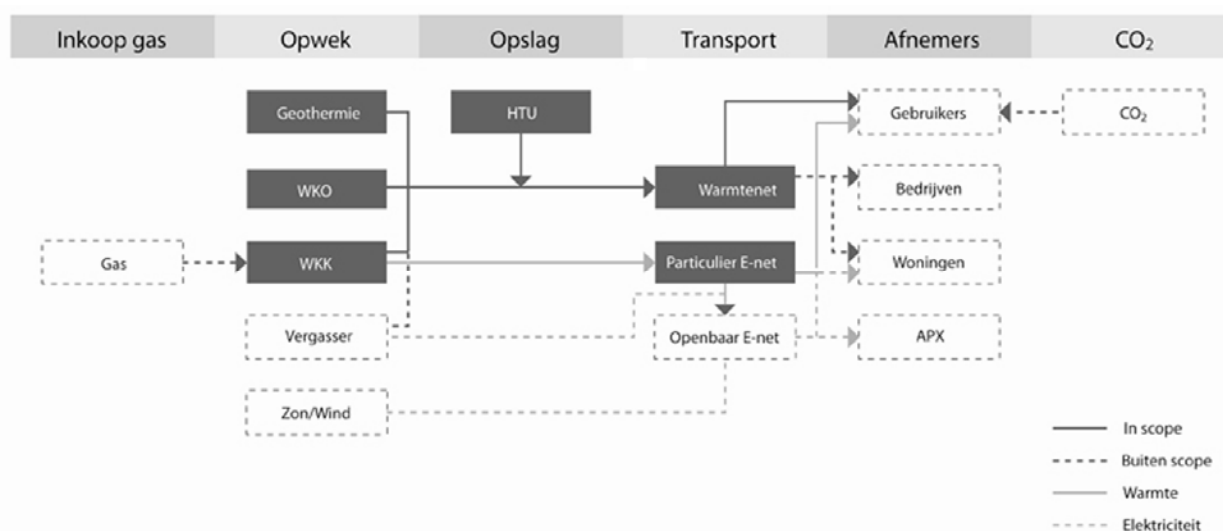 Inkoop gas
Opwek
Opslag
Transport
Afnemers
CO₂
Geothermie
HTU
Gebruikers
CO₂
WKO
Warmtenet
Bedrijven
Gas
WKK
Particulier E-net
Woningen
Vergasser
Openbaar E-net
APX
Zon/Wind
In scope
Buiten scope
Warmte
Elektriciteit